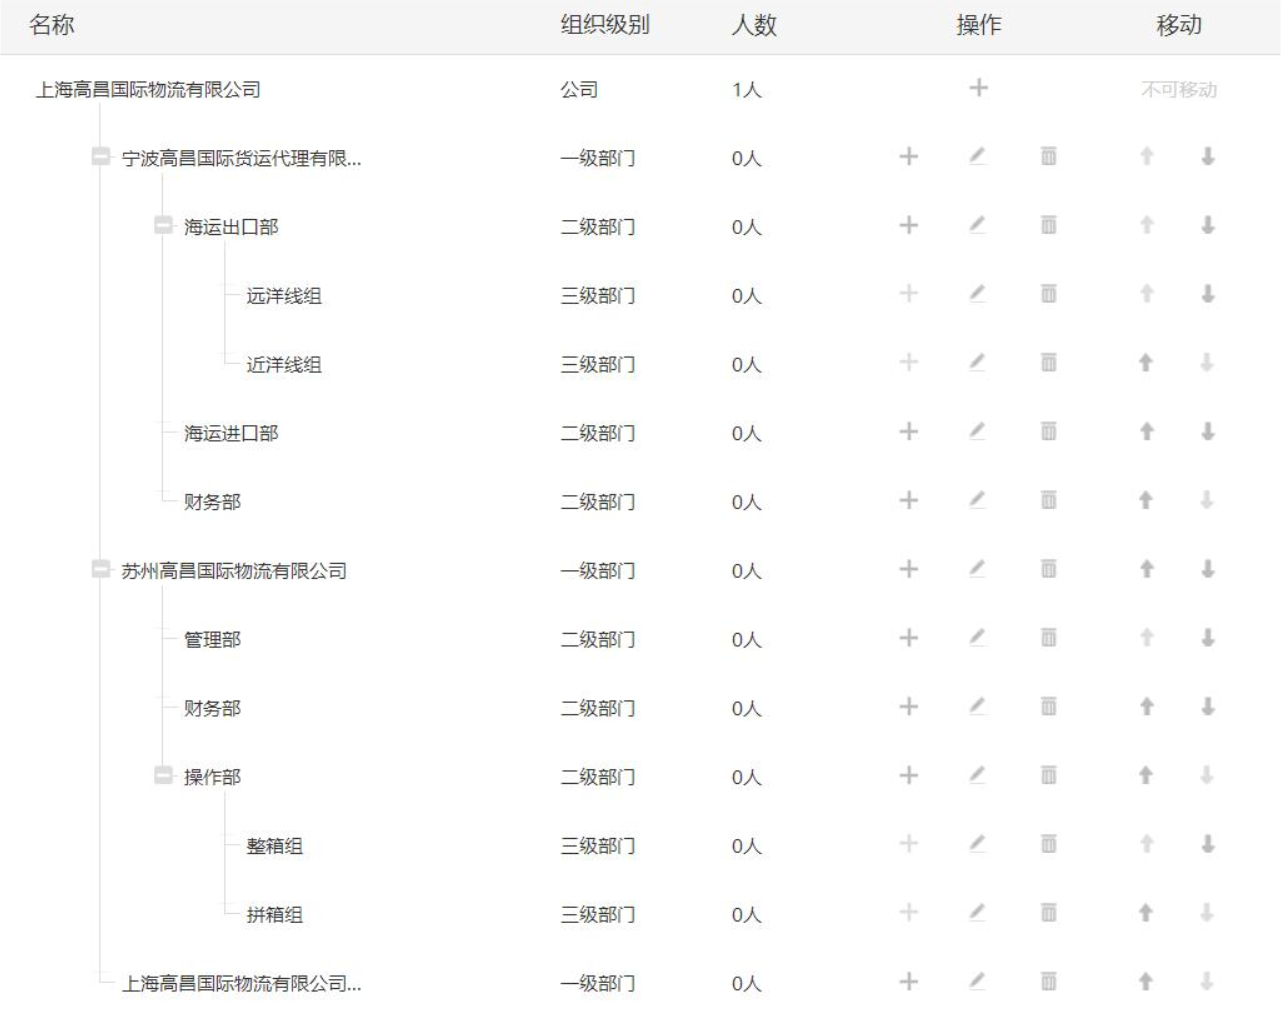 名称 组织级别 人数 操作 移动
上海高昌国际物流有限公司 公司 1人 不可移动
宁波高昌国际货运代理有限... 一级部门 0人
海运出口部 二级部门 0人
远洋线组 三级部门 0人
近洋线组 三级部门 0人
海运进口部 二级部门 0人
财务部 二级部门 0人
苏州高昌国际物流有限公司 一级部门 0人
管理部 二级部门 0人
财务部 二级部门 0人
操作部 二级部门 0人
整箱组 三级部门 0人
拼箱组 三级部门 0人
上海高昌国际物流有限公司... 一级部门 0人